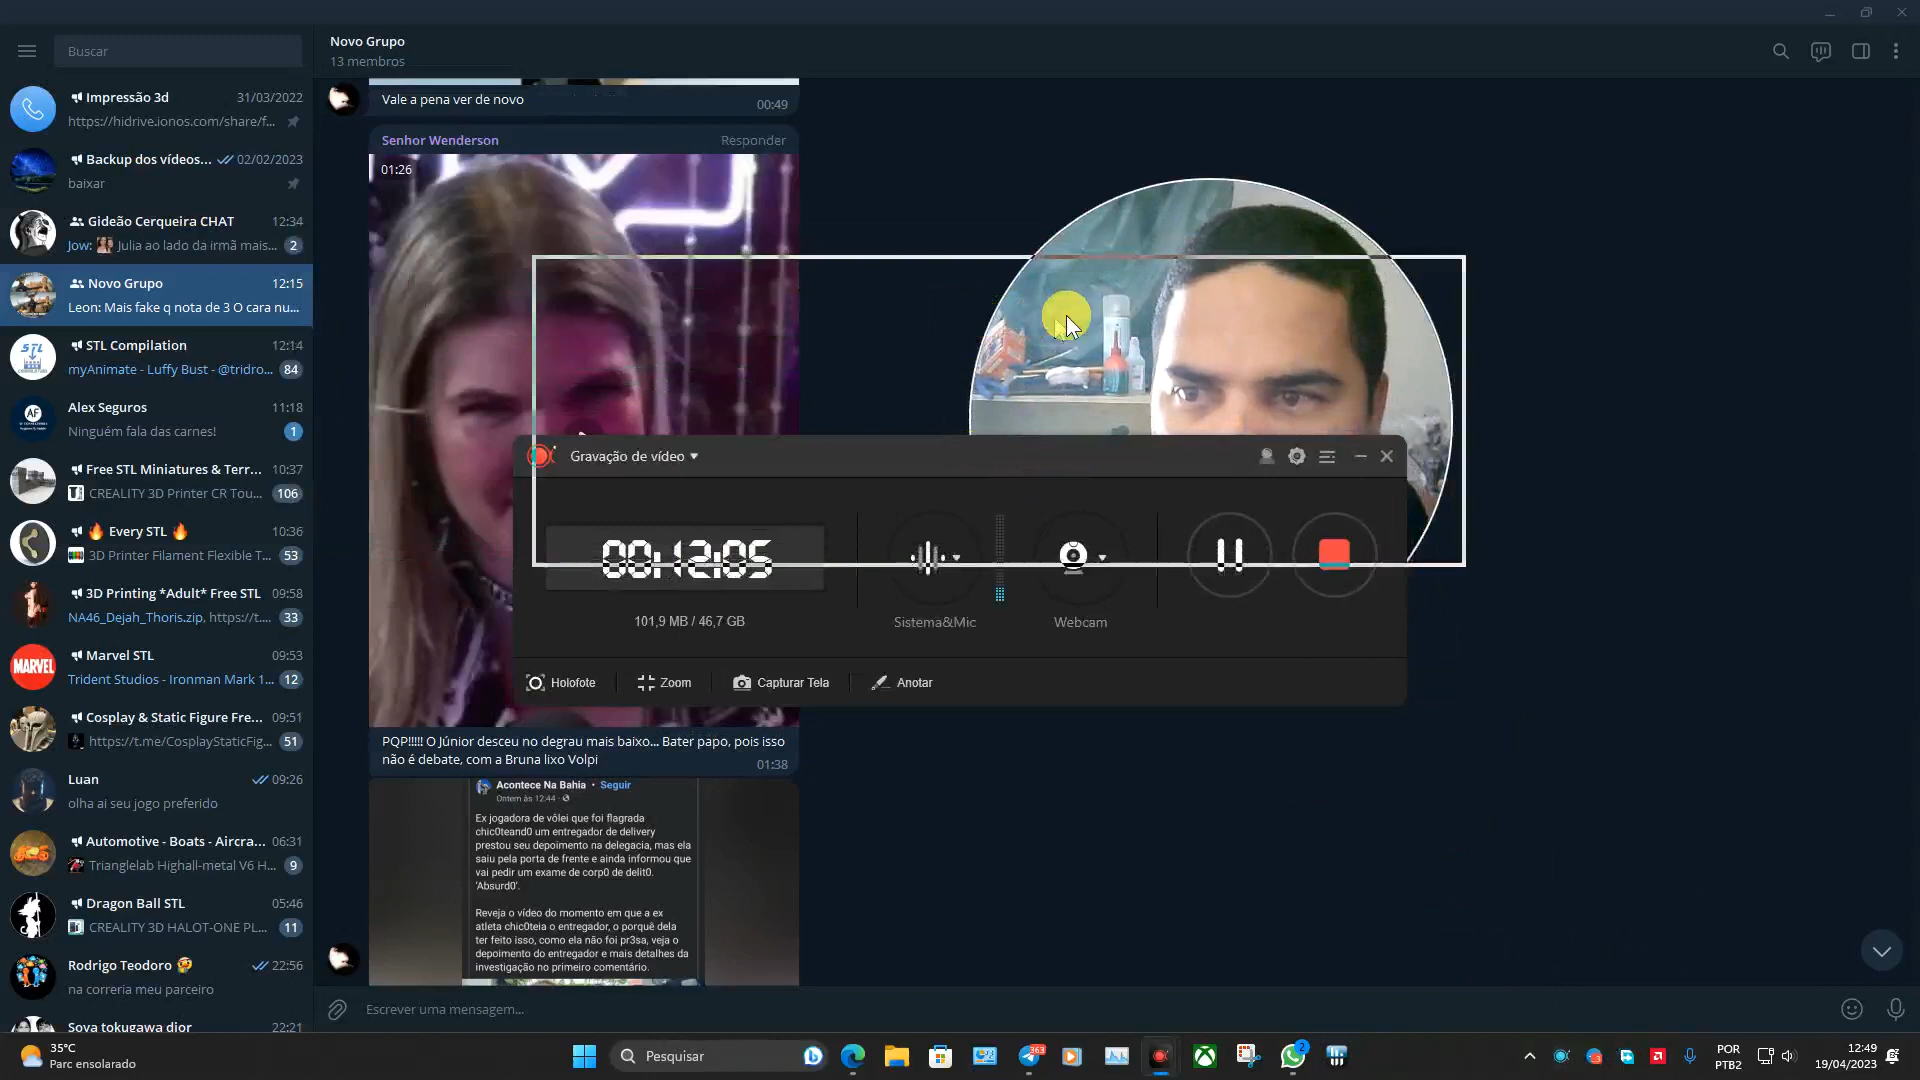 Buscar
Impressão 3d
31/03/2022
https://hidrive.ionos.com/share/f...
Backup dos vídeos...
02/02/2023
baixar
Gideão Cerqueira CHAT
12:34
Jow: Julia ao lado da irmã mais...
2
Novo Grupo
12:15
Leon: Mais fake q nota de 3 O cara nu...
STL Compilation
12:14
myAnimate - Luffy Bust - @tridro...
84
Alex Seguros
11:18
Ninguém fala das carnes!
1
Free STL Miniatures & Terr...
10:37
CREALITY 3D Printer CR Tou...
106
Every STL
10:36
3D Printer Filament Flexible T...
53
3D Printing *Adult* Free STL
09:58
NA46_Dejah_Thoris.zip, https://t....
33
MARVEL
Marvel STL
09:53
Trident Studios - Ironman Mark 1...
12
Cosplay & Static Figure Fre...
09:51
https://t.me/CosplayStaticFig...
51
Luan
09:26
olha ai seu jogo preferido
Automotive - Boats - Aircra...
06:31
Trianglelab Highall-metal V6 H...
9
Dragon Ball STL
05:46
CREALITY 3D HALOT-ONE PL...
11
Rodrigo Teodoro
22:56
na correria meu parceiro
Soya tokugawa dior
22:21
Novo Grupo
13 membros
Vale a pena ver de novo
00:49
Senhor Wenderson
Responder
01:26
Gravação de vídeo
00:12:05
101,9 MB / 46,7 GB
Sistema&Mic
Webcam
Holofote
Zoom
Capturar Tela
Anotar
PQP!!!!! O Júnior desceu no degrau mais baixo... Bater papo, pois isso
não é debate, com a Bruna lixo Volpi
01:38
Acontece Na Bahia · Seguir
Ontem às 12:44 ·
Ex jogadora de vôlei que foi flagrada
chic0teand0 um entregador de delivery
prestou seu depoimento na delegacia, mas ela
saiu pela porta de frente e ainda informou que
vai pedir um exame de corp0 de delit0.
'Absurd0'.
Reveja o vídeo do momento em que a ex
atleta chic0teia o entregador, o porquê dela
ter feito isso, como ela não foi pr3sa, veja o
depoimento do entregador e mais detalhes da
investigação no primeiro comentário.
Escrever uma mensagem...
35°C
Parc ensolarado
Pesquisar
363
2
POR
PTB2
12:49
19/04/2023